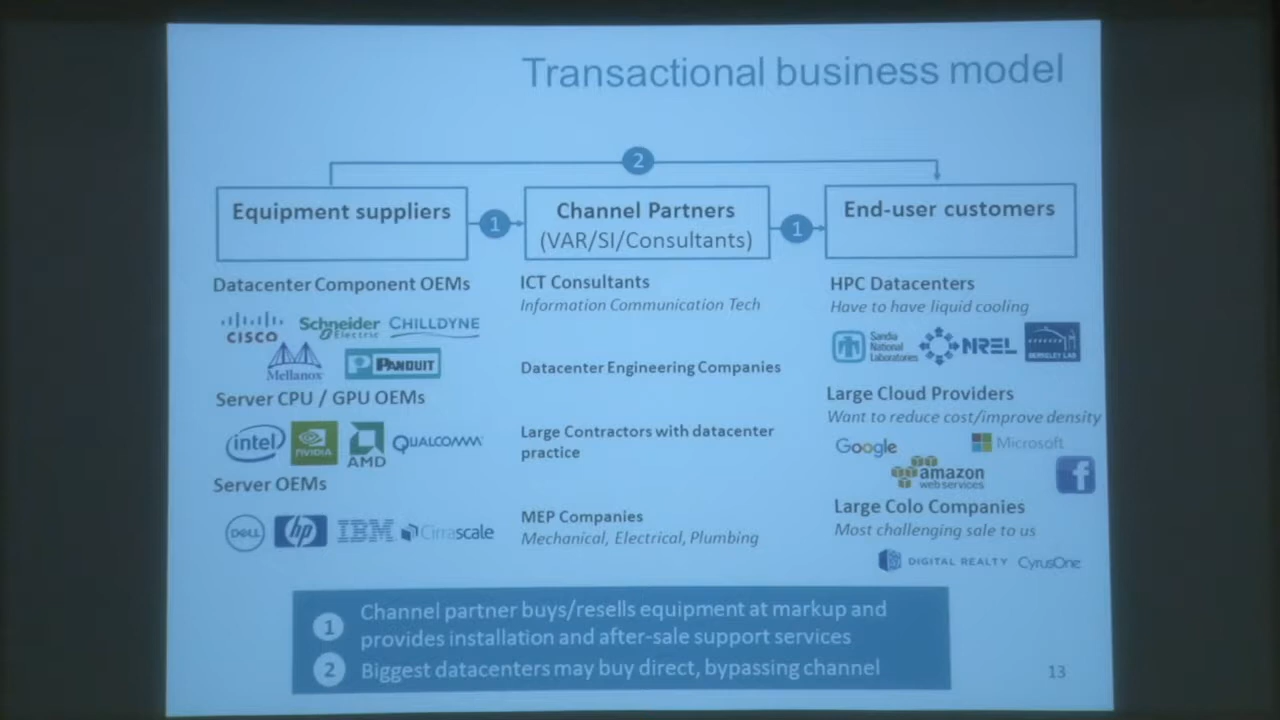 Transactional business model
2
Equipment suppliers
1
Channel Partners
(VAR/SI/Consultants)
1
End-user customers
Datacenter Component OEMs
CISCO
Schneider
Electric
CHILLDYNE
Mellanox
P PANDUIT
Server CPU / GPU OEMs
intel
NVIDIA
AMD
QUALCOMM
Server OEMs
DELL
hp
IBM
Cirrascale
ICT Consultants
Information Communication Tech
Datacenter Engineering Companies
Large Contractors with datacenter
practice
MEP Companies
Mechanical, Electrical, Plumbing
HPC Datacenters
Have to have liquid cooling
Sandia
National
Laboratories
NREL
BERKELEY LAB
Large Cloud Providers
Want to reduce cost/improve density
Google
Microsoft
amazon
web services
f
Large Colo Companies
Most challenging sale to us
DIGITAL REALTY
CyrusOne
1 Channel partner buys/resells equipment at markup and
provides installation and after-sale support services
2 Biggest datacenters may buy direct, bypassing channel
13